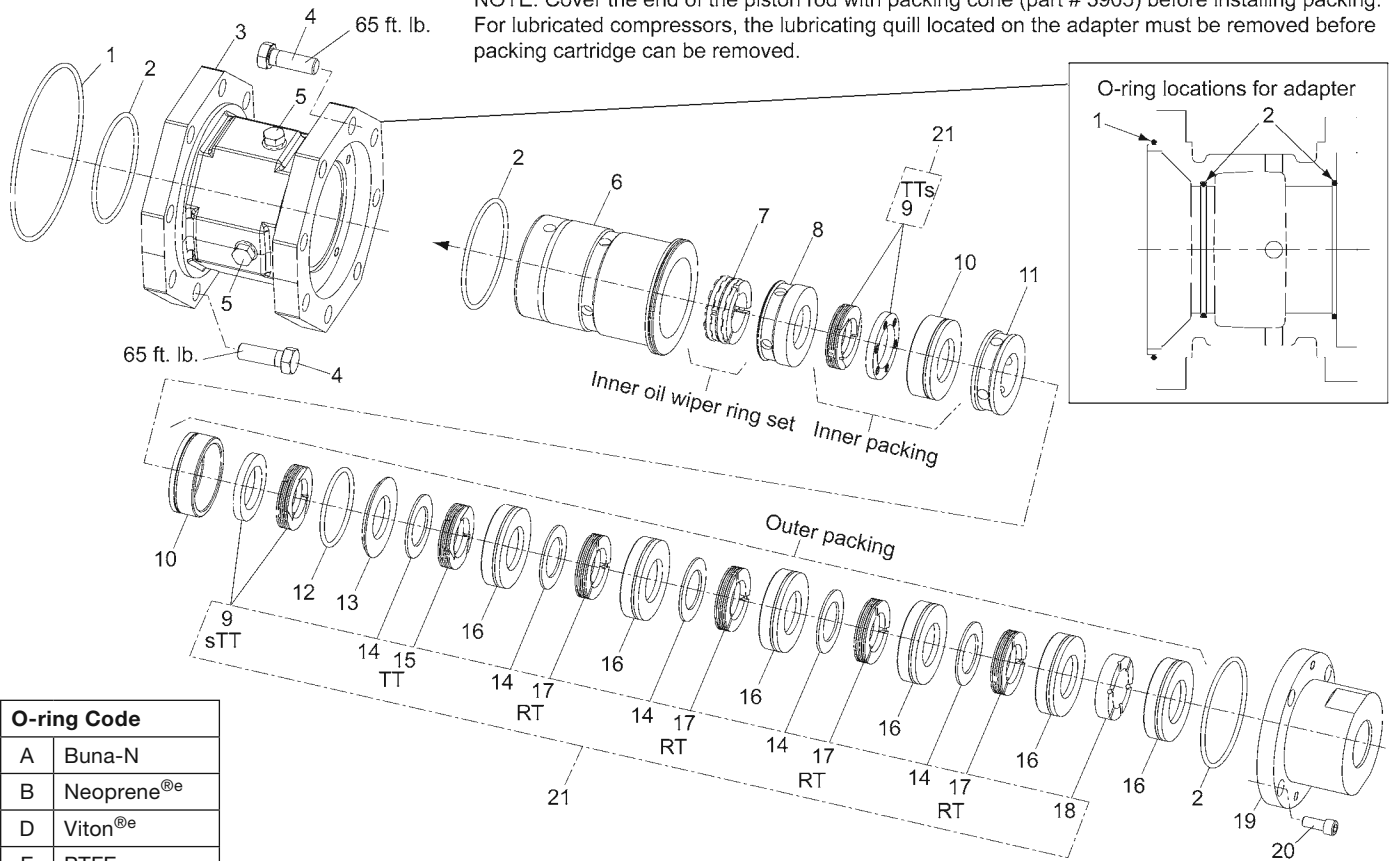 NOTE: Cover the end of the piston rod with packing cone (part # 3905) before installing packing.
For lubricated compressors, the lubricating quill located on the adapter must be removed before
packing cartridge can be removed.
1
2
3
4
65 ft. lb.
5
5
65 ft. lb.
4
2
6
7
8
21
TTs
9
10
11
Inner oil wiper ring set
Inner packing
O-ring locations for adapter
1
2
Outer packing
10
9
sTT
12
13
14
15
TT
16
14
17
RT
16
14
17
RT
16
14
17
RT
16
14
17
RT
16
18
16
2
19
20
21
O-ring Code
A Buna-N
B Neoprene®e
D Viton®e
E PTFE